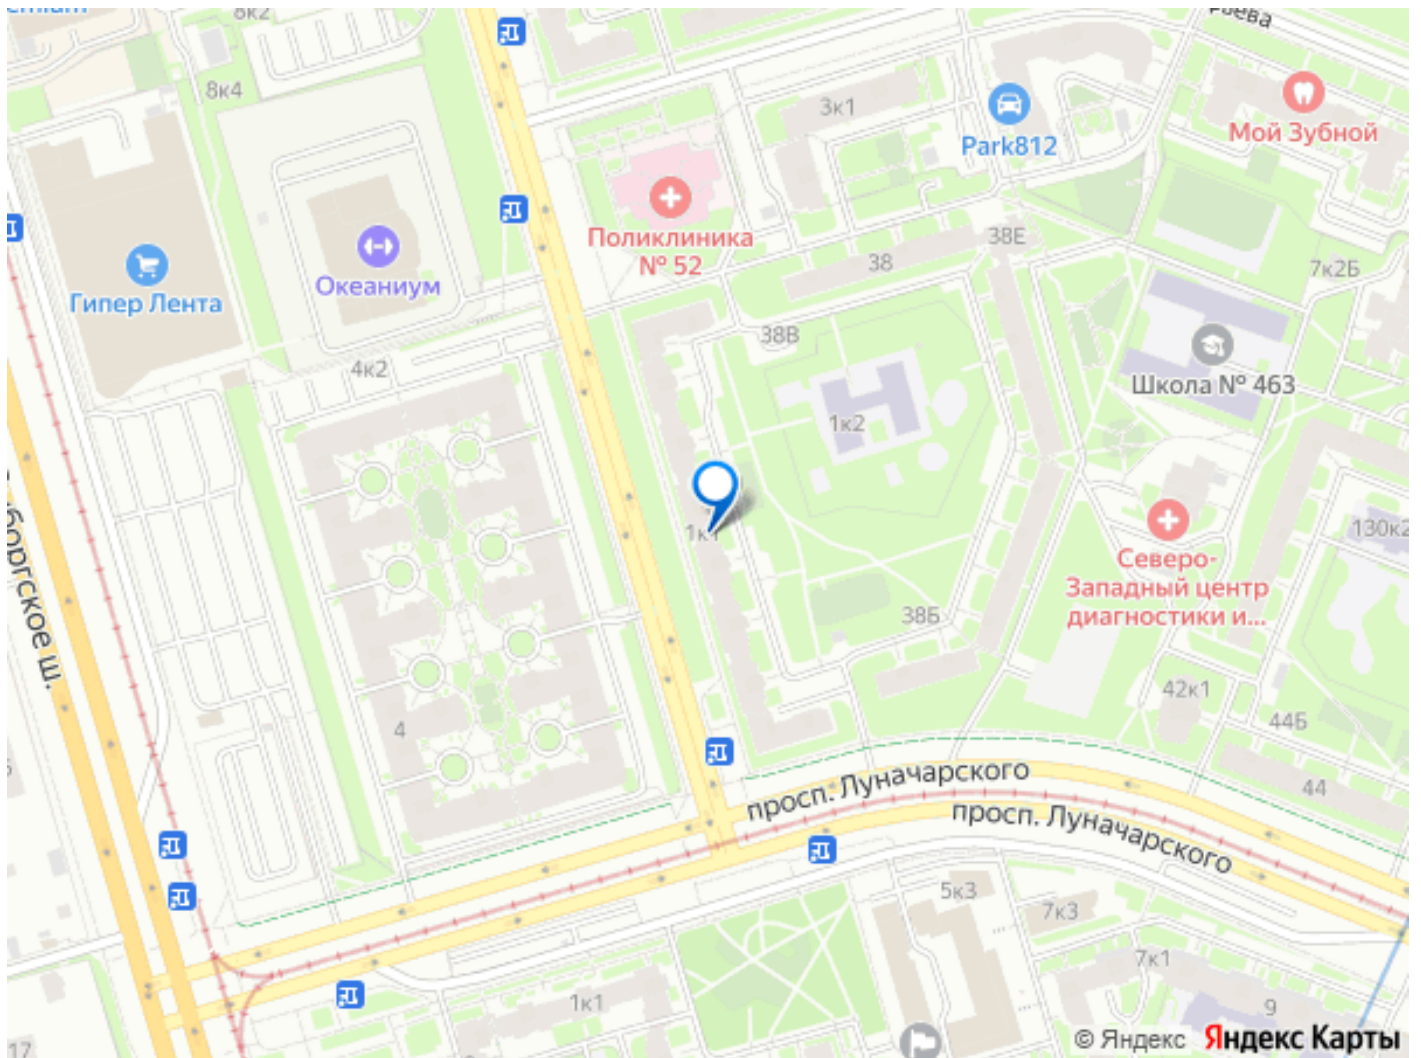 8к2
8к4
раева
3к1
Park812
Мой Зубной
Поликлиника
№ 52
Океаниум
Гипер Лента
38Е
38
7к2Б
38В
4к2
Школа № 463
1к2
1к1
130к2
Северо-
Западный центр
диагностики и...
38Б
боргское ш.
42к1
44Б
4
44
просп. Луначарского
просп. Луначарского
5к3
7к3
7к1
1к1
9
17
© Яндекс Яндекс Карты